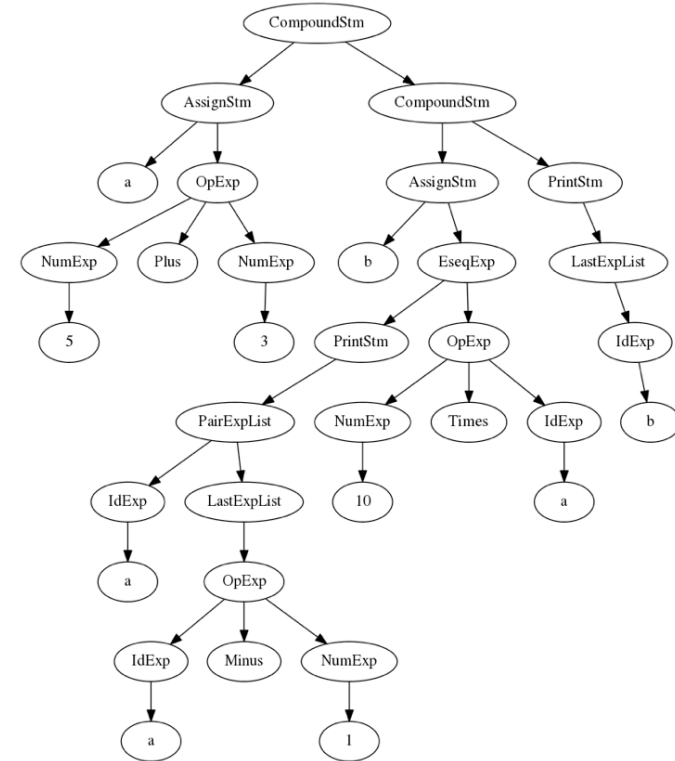 CompoundStm
AssignStm CompoundStm
a OpExp AssignStm PrintStm
NumExp Plus NumExp b EseqExp LastExpList
5 3 PrintStm OpExp IdExp
PairExpList NumExp Times IdExp b
IdExp LastExpList 10 a
a OpExp
IdExp Minus NumExp
a 1